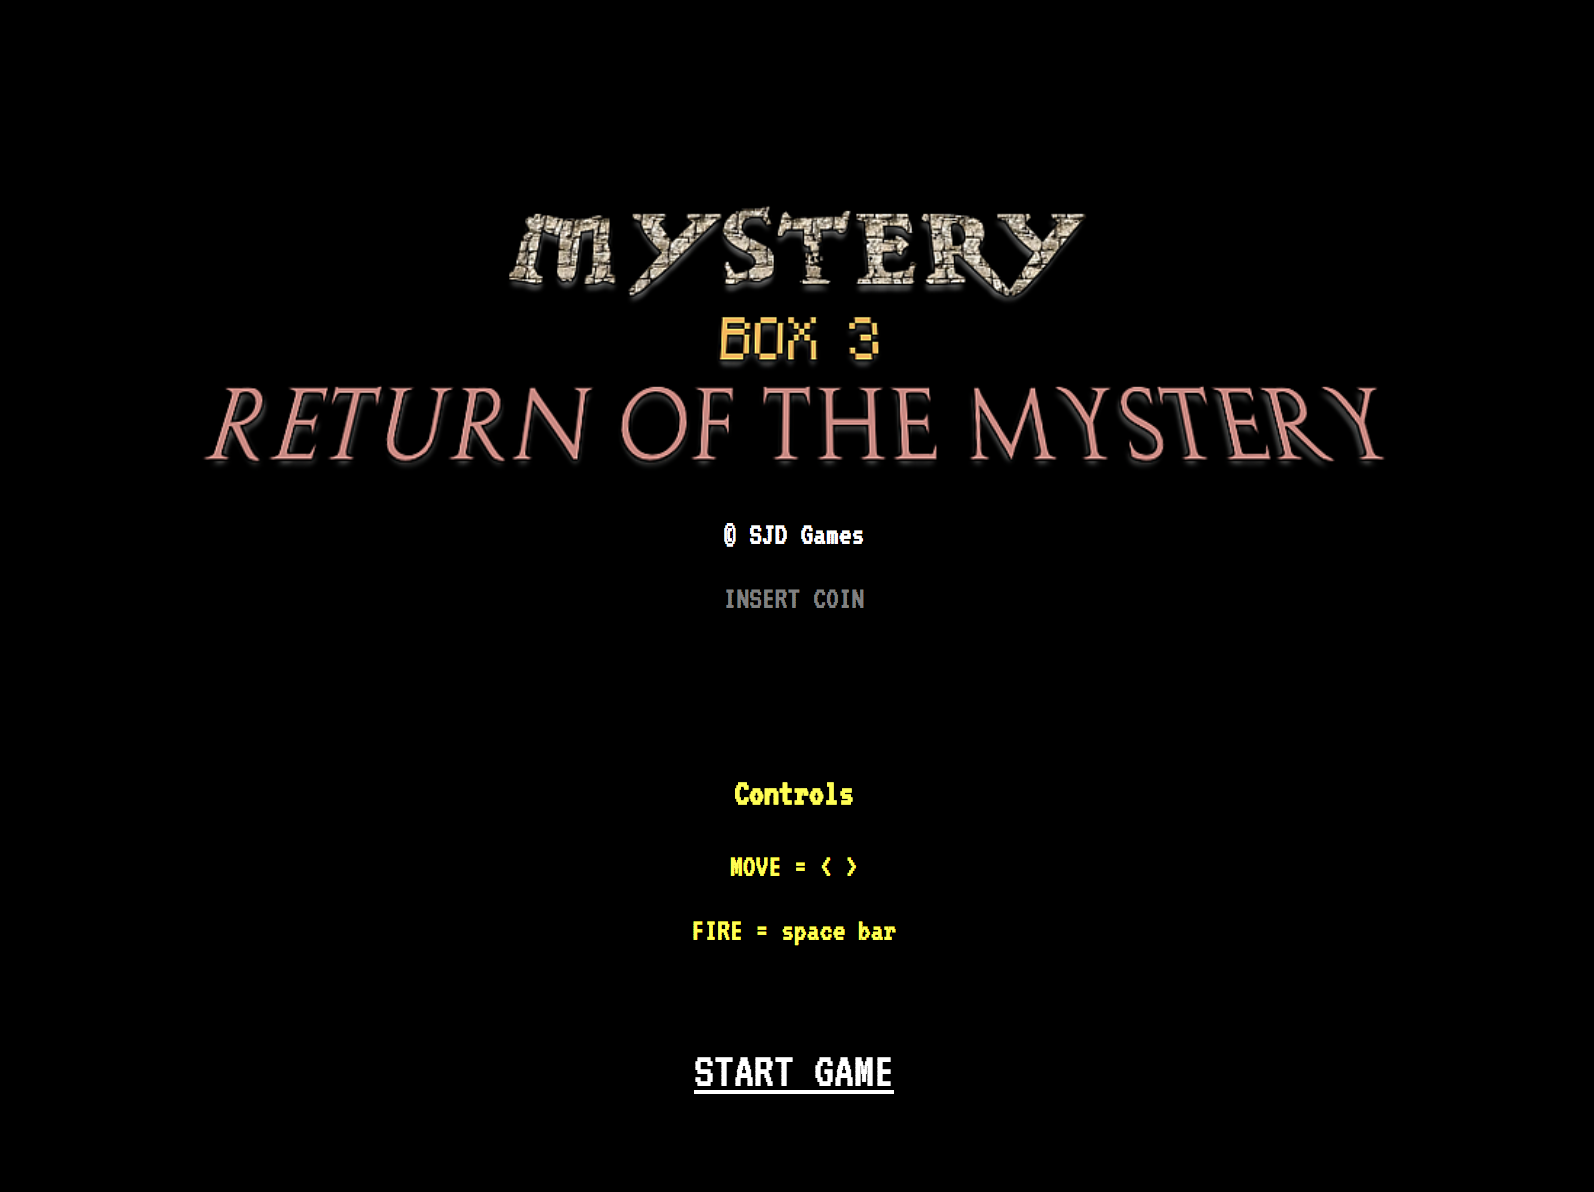 MYSTERY
BOX 3
RETURN OF THE MYSTERY
© SJD Games
INSERT COIN
Controls
MOVE = < >
FIRE = space bar
START GAME